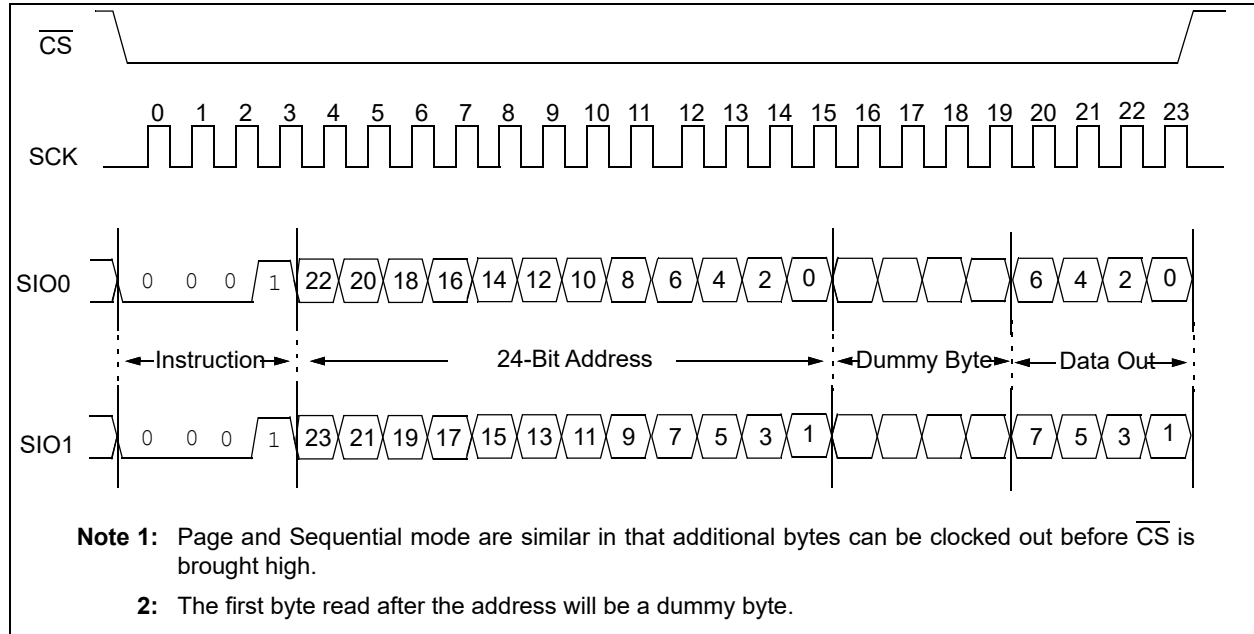 CS
0 1 2 3 4 5 6 7 8 9 10 11 12 13 14 15 16 17 18 19 20 21 22 23
SCK
SIO0 0 0 0 1 22 20 18 16 14 12 10 8 6 4 2 0 6 4 2 0
Instruction 24-Bit Address Dummy Byte Data Out
SIO1 0 0 0 1 23 21 19 17 15 13 11 9 7 5 3 1 7 5 3 1
Note 1: Page and Sequential mode are similar in that additional bytes can be clocked out before CS is
brought high.
2: The first byte read after the address will be a dummy byte.